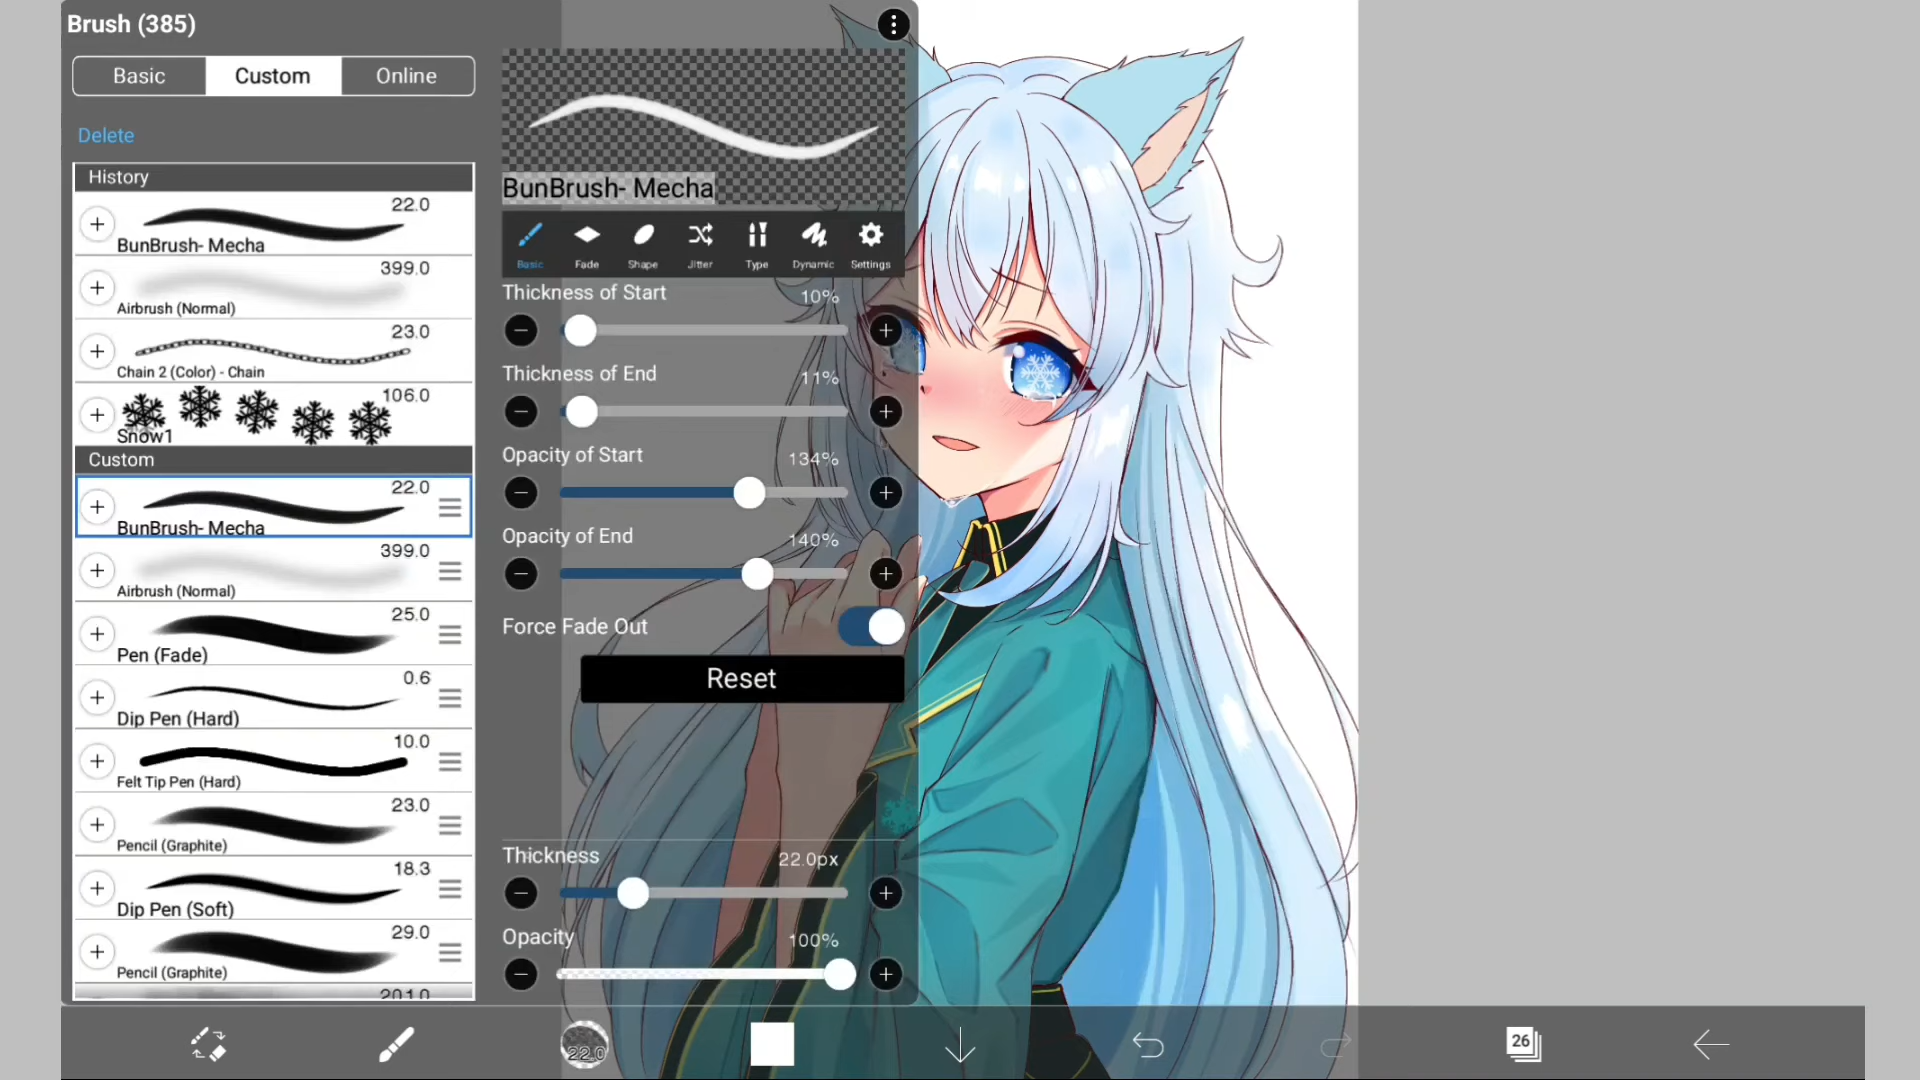 Brush (385)
Basic
Custom
Online
Delete
History
22.0
BunBrush- Mecha
399.0
Airbrush (Normal)
23.0
Chain 2 (Color) - Chain
106.0
Snow1
Custom
22.0
BunBrush- Mecha
399.0
Airbrush (Normal)
25.0
Pen (Fade)
0.6
Dip Pen (Hard)
10.0
Felt Tip Pen (Hard)
23.0
Pencil (Graphite)
18.3
Dip Pen (Soft)
29.0
Pencil (Graphite)
201.0
BunBrush- Mecha
Basic
Fade
Shape
Jitter
Type
Dynamic
Settings
Thickness of Start
10%
Thickness of End
11%
Opacity of Start
134%
Opacity of End
140%
Force Fade Out
Reset
Thickness
22.0px
Opacity
100%
22.0
26